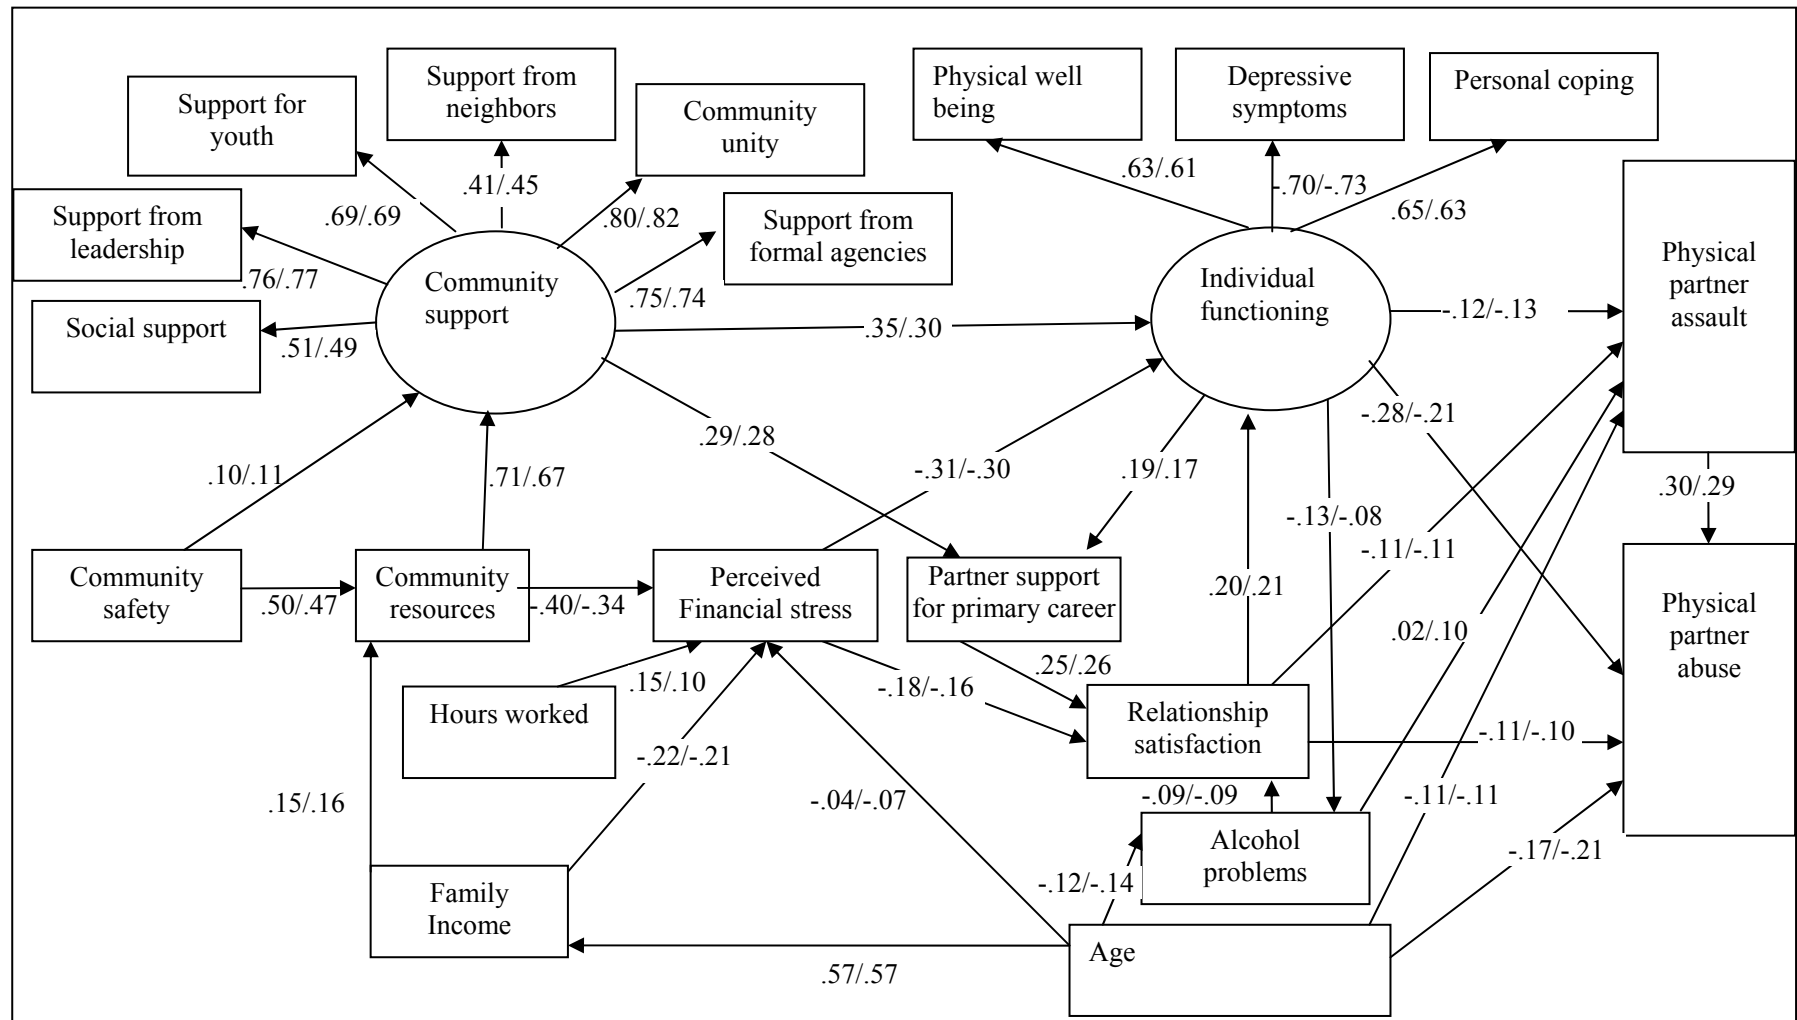 Support from
neighbors
Physical well
being
Depressive
symptoms
Personal coping
Support for
youth
Community
unity
.63/.61
-.70/-.73
.65/.63
.41/.45
.69/.69
.80/.82
Support from
leadership
Support from
formal agencies
.76/.77
.75/.74
Community
support
Individual
functioning
Physical
partner
assault
Social support
.51/.49
.35/.30
-.12/-.13
.29/.28
-.28/-.21
.10/.11
.71/.67
-.31/-.30
.19/.17
.30/.29
-.13/-.08
-.11/-.11
Community
safety
.50/.47
Community
resources
-.40/-.34
Perceived
Financial stress
Partner support
for primary career
.20/.21
.02/.10
Physical
partner
abuse
.15/.10
-.18/-.16
.25/.26
Hours worked
Relationship
satisfaction
-.11/-.10
-.22/-.21
.15/.16
-.04/-.07
-.09/-.09
-.11/-.11
Alcohol
problems
-.17/-.21
-.12/-.14
Family
Income
.57/.57
Age